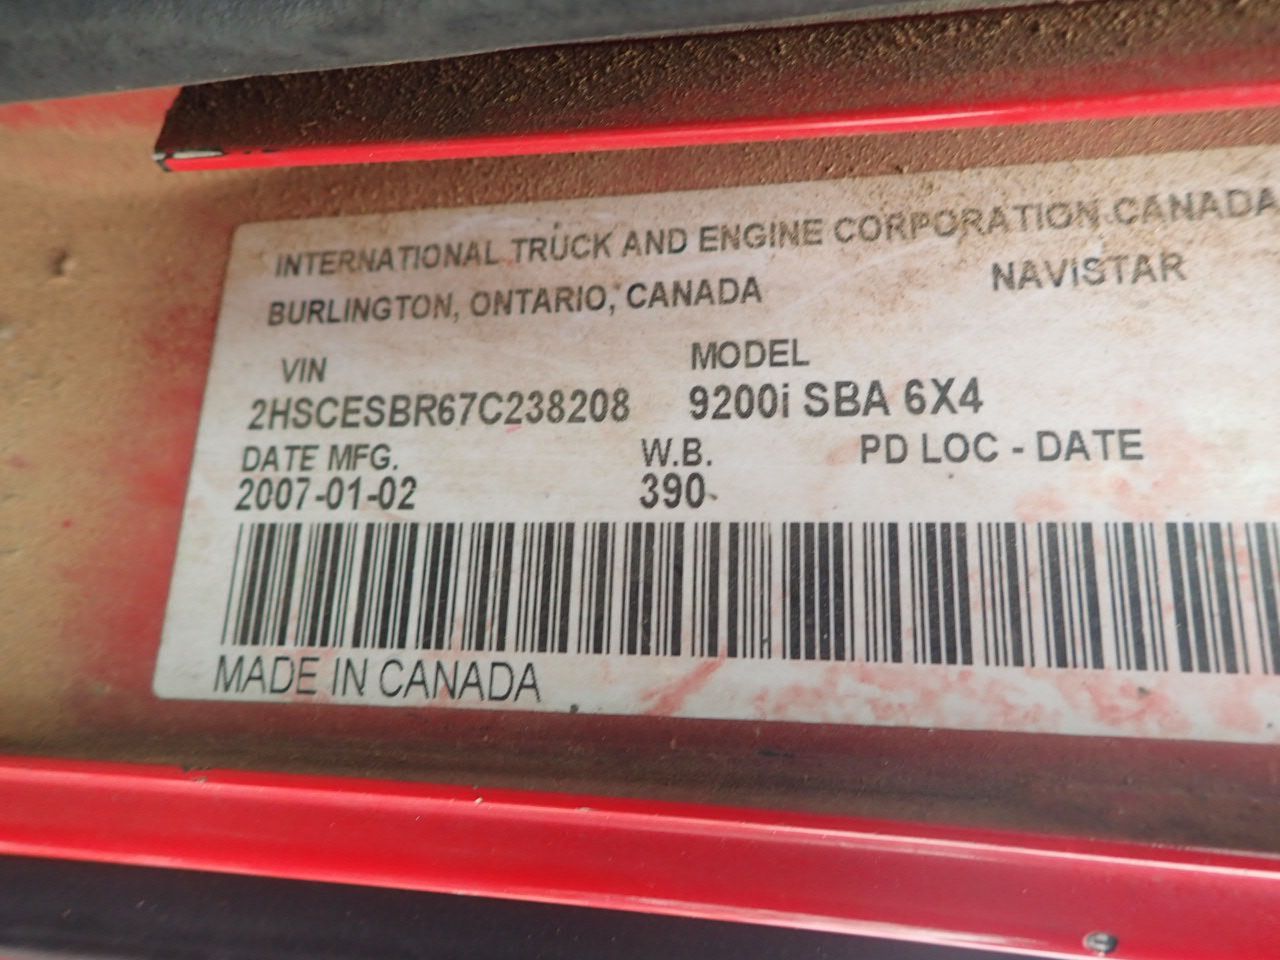 INTERNATIONAL TRUCK AND ENGINE CORPORATION CANADA
BURLINGTON, ONTARIO, CANADA NAVISTAR
VIN MODEL
2HSCESBR67C238208 9200i SBA 6X4
DATE MFG. W.B. PD LOC - DATE
2007-01-02 390
MADE IN CANADA